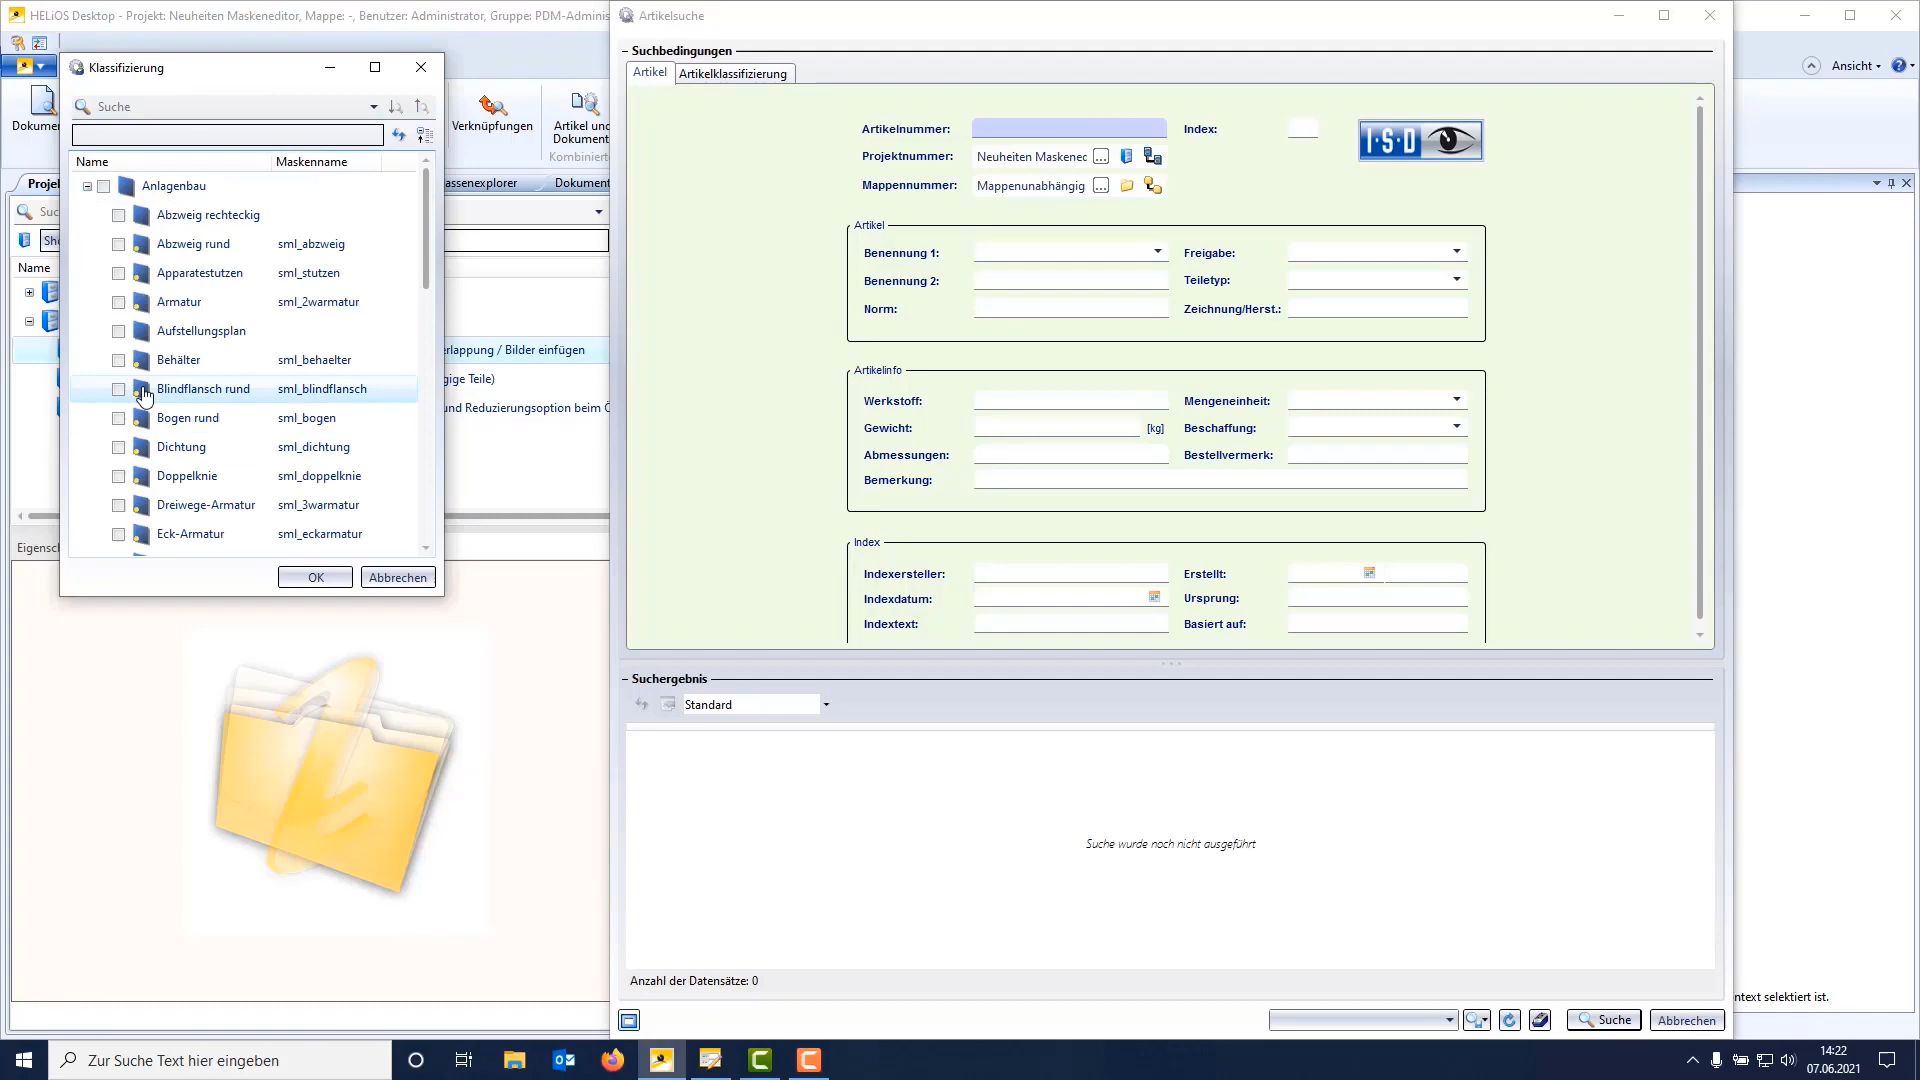 HELiOS Desktop - Projekt: Neuheiten Maskeneditor, Mappe: -, Benutzer: Administrator, Gruppe: PDM-Adminis
Artikelsuche
Ansicht
Klassifizierung
Suche
Name
Maskenname
Anlagenbau
Abzweig rechteckig
Abzweig rund sml_abzweig
Apparatestutzen sml_stutzen
Armatur sml_2warmatur
Aufstellungsplan
Behälter sml_behaelter
Blindflansch rund sml_blindflansch
Bogen rund sml_bogen
Dichtung sml_dichtung
Doppelknie sml_doppelknie
Dreiwege-Armatur sml_3warmatur
Eck-Armatur sml_eckarmatur
OK
Abbrechen
Dokumen
Verknüpfungen
Artikel und
Dokument
Kombinierte
Projel
assenexplorer
Dokument
Suc
She
Name
erlappung / Bilder einfügen
gige Teile)
und Reduzierungsoption beim Ö
Eigensch
Suchbedingungen
Artikel
Artikelklassifizierung
Artikelnummer:
Index:
I·S·D
Projektnummer: Neuheiten Maskenec ...
Mappennummer: Mappenunabhängig ...
Artikel
Benennung 1:
Freigabe:
Benennung 2:
Teiletyp:
Norm:
Zeichnung/Herst.:
Artikelinfo
Werkstoff:
Mengeneinheit:
Gewicht: [kg]
Beschaffung:
Abmessungen:
Bestellvermerk:
Bemerkung:
Index
Indexersteller:
Erstellt:
Indexdatum:
Ursprung:
Indextext:
Basiert auf:
Suchergebnis
Standard
Suche wurde noch nicht ausgeführt
Anzahl der Datensätze: 0
Suche
Abbrechen
ntext selektiert ist.
Zur Suche Text hier eingeben
14:22
07.06.2021